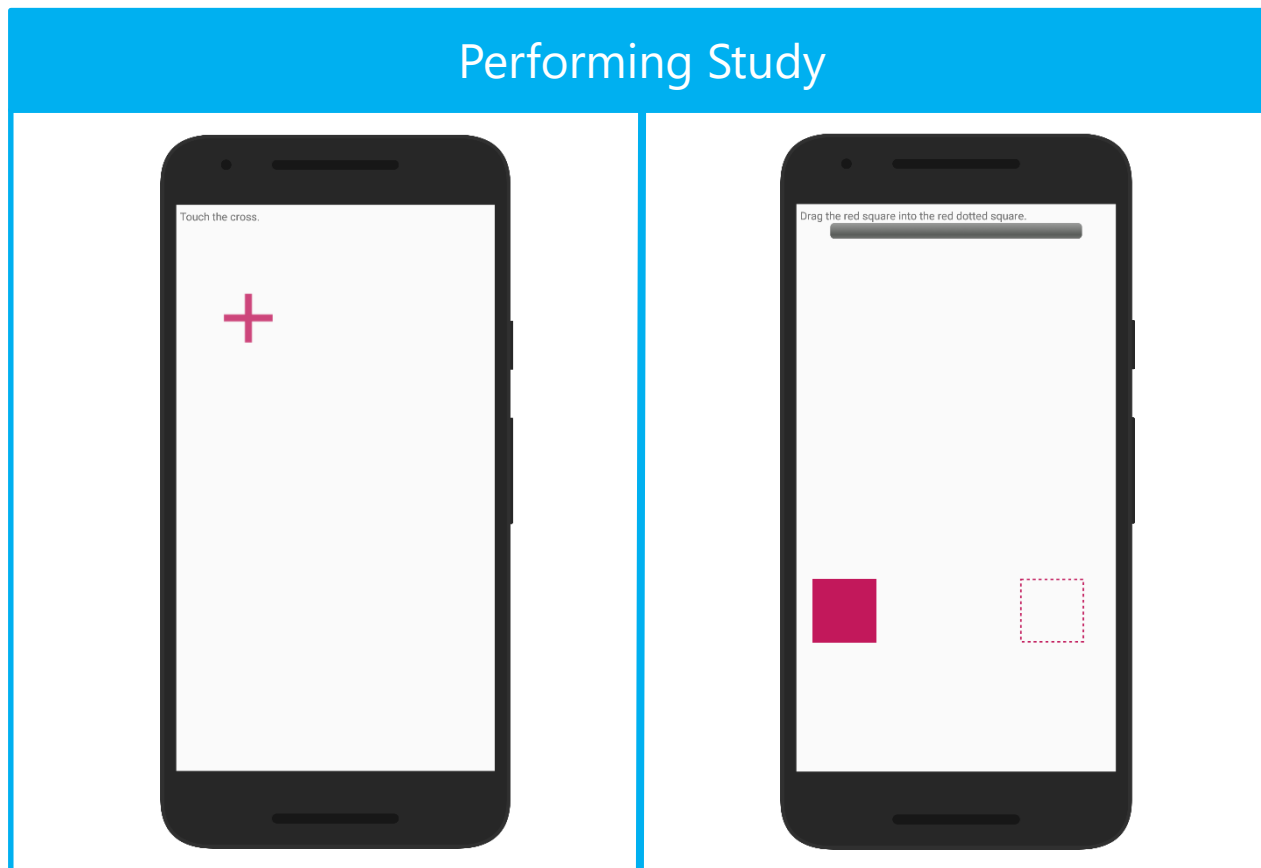 Performing Study
Touch the cross.
Drag the red square into the red dotted square.